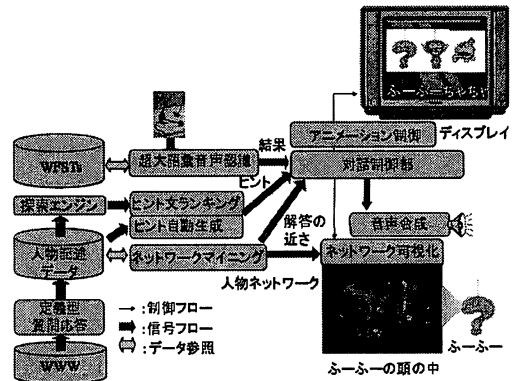 ふーふーちゃちゃ
アニメーション制御
ディスプレイ
WFSTs
超大語彙音声認識
結果
対話制御部
ヒント
探索エンジン
ヒント文ランキング
ヒント自動生成
解答の
近さ
音声合成
人物記述
データ
ネットワークマイニング
ネットワーク可視化
人物ネットワーク
定義型
質問応答
→:制御フロー
:信号フロー
:データ参照
WWW
ふーふー
ふーふーの頭の中